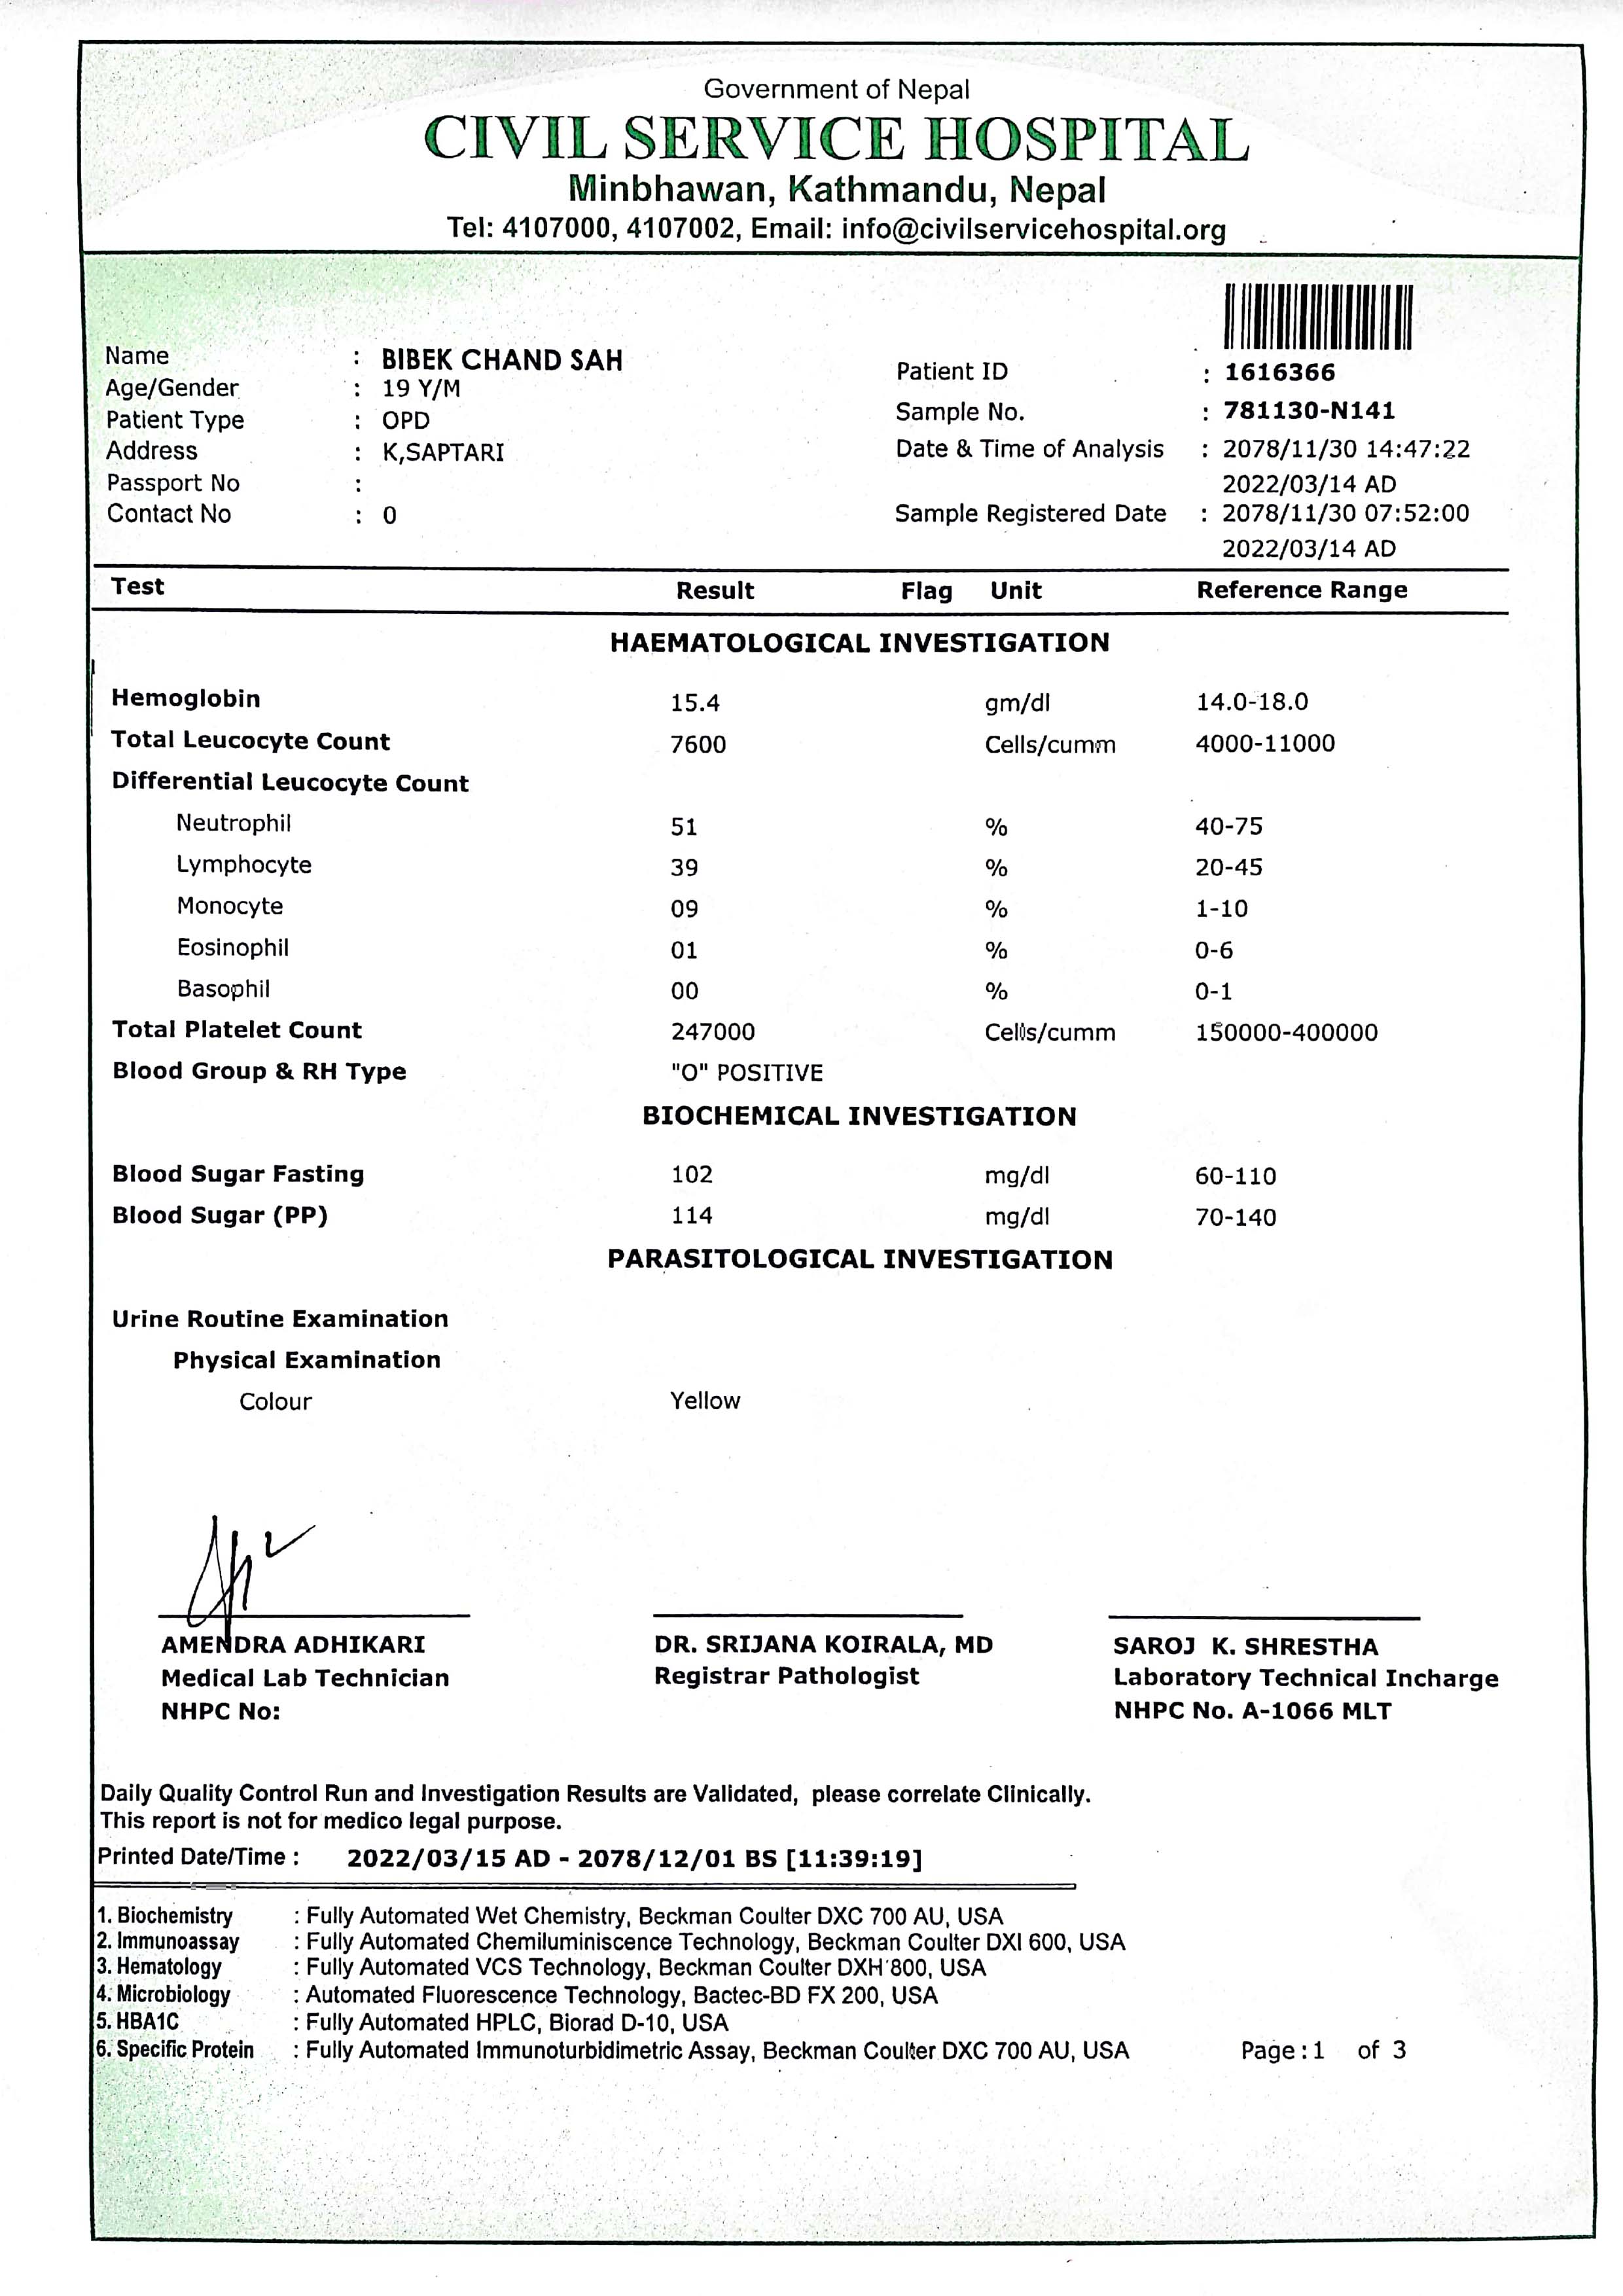 Government of Nepal
CIVIL SERVICE HOSPITAL
Minbhawan, Kathmandu, Nepal
Tel: 4107000, 4107002, Email: info@civilservicehospital.org
Name : BIBEK CHAND SAH
Age/Gender : 19 Y/M
Patient Type : OPD
Address : K,SAPTARI
Passport No :
Contact No : 0
Patient ID : 1616366
Sample No. : 781130-N141
Date & Time of Analysis : 2078/11/30 14:47:22
2022/03/14 AD
Sample Registered Date : 2078/11/30 07:52:00
2022/03/14 AD
Test Result Flag Unit Reference Range
HAEMATOLOGICAL INVESTIGATION
Hemoglobin 15.4 gm/dl 14.0-18.0
Total Leucocyte Count 7600 Cells/cumm 4000-11000
Differential Leucocyte Count
Neutrophil 51 % 40-75
Lymphocyte 39 % 20-45
Monocyte 09 % 1-10
Eosinophil 01 % 0-6
Basophil 00 % 0-1
Total Platelet Count 247000 Cells/cumm 150000-400000
Blood Group & RH Type "O" POSITIVE
BIOCHEMICAL INVESTIGATION
Blood Sugar Fasting 102 mg/dl 60-110
Blood Sugar (PP) 114 mg/dl 70-140
PARASITOLOGICAL INVESTIGATION
Urine Routine Examination
Physical Examination
Colour Yellow
AMENDRA ADHIKARI
Medical Lab Technician
NHPC No:
DR. SRIJANA KOIRALA, MD
Registrar Pathologist
SAROJ K. SHRESTHA
Laboratory Technical Incharge
NHPC No. A-1066 MLT
Daily Quality Control Run and Investigation Results are Validated, please correlate Clinically.
This report is not for medico legal purpose.
Printed Date/Time : 2022/03/15 AD - 2078/12/01 BS [11:39:19]
1. Biochemistry : Fully Automated Wet Chemistry, Beckman Coulter DXC 700 AU, USA
2. Immunoassay : Fully Automated Chemiluminiscence Technology, Beckman Coulter DXI 600, USA
3. Hematology : Fully Automated VCS Technology, Beckman Coulter DXH 800, USA
4. Microbiology : Automated Fluorescence Technology, Bactec-BD FX 200, USA
5. HBA1C : Fully Automated HPLC, Biorad D-10, USA
6. Specific Protein : Fully Automated Immunoturbidimetric Assay, Beckman Coulter DXC 700 AU, USA
Page : 1 of 3